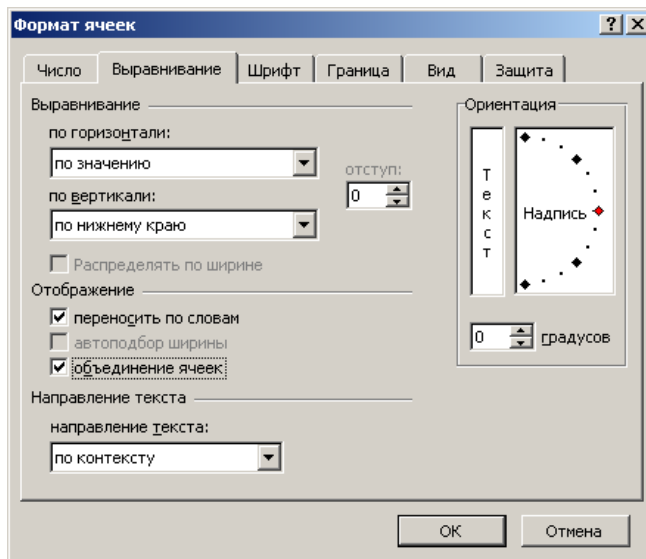 Формат ячеек
Число Выравнивание Шрифт Граница Вид Защита
Выравнивание
по горизонтали:
по значению
отступ:
0
по вертикали:
по нижнему краю
Распределять по ширине
Отображение
переносить по словам
автоподбор ширины
объединение ячеек
Направление текста
направление текста:
по контексту
Ориентация
Текст
Надпись
0 градусов
ОК Отмена